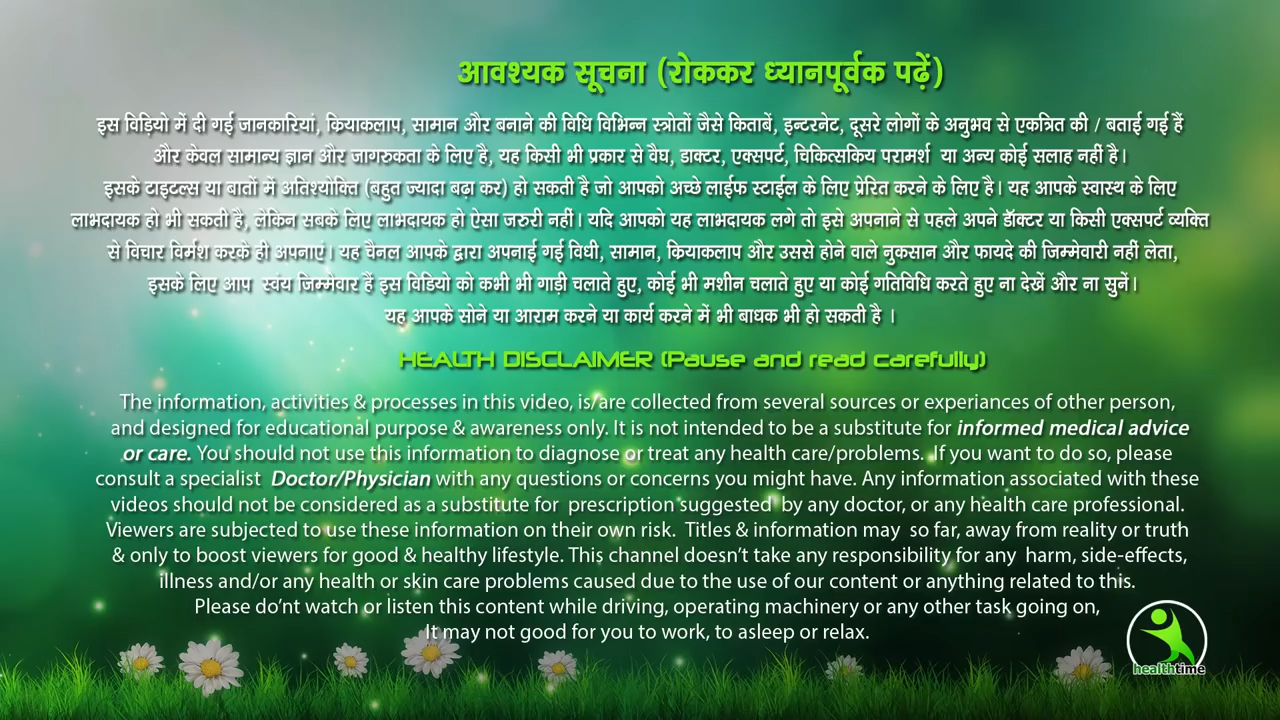 आवश्यक सूचना (रोककर ध्यानपूर्वक पढ़ें)
इस विड़ियो में दी गई जानकारियां, कियाकलाप, सामान और बनाने की विधि विभिन्न स्त्रोतों जैसे किताबें, इन्टरनेट, दूसरे लोगों के अनुभव से एकत्रित की / बताई गई हैं
और केवल सामान्य ज्ञान और जागरुकता के लिए है, यह किसी भी प्रकार से वैघ, डाक्टर, एक्सपर्ट, चिकित्सकिय परामर्श या अन्य कोई सलाह नहीं है।
इसके टाइटल्स या बातों में अतिश्योक्ति (बहुत ज्यादा बढ़ा कर) हो सकती है जो आपको अच्छे लाईफ स्टाईल के लिए प्रेरित करने के लिए है। यह आपके स्वास्थ के लिए
लाभदायक हो भी सकती है, लेकिन सबके लिए लाभदायक हो ऐसा जरुरी नहीं। यदि आपको यह लाभदायक लगे तो इसे अपनाने से पहले अपने डॉक्टर या किसी एक्सपर्ट व्यक्ति
से विचार विर्मश करके ही अपनाएं। यह चैनल आपके द्वारा अपनाई गई विधी, सामान, कियाकलाप और उससे होने वाले नुकसान और फायदे की जिम्मेवारी नहीं लेता,
इसके लिए आप स्वंय जिम्मेवार हैं इस विडियो को कभी भी गाड़ी चलाते हुए, कोई भी मशीन चलाते हुए या कोई गतिविधि करते हुए ना देखें और ना सुनें।
यह आपके सोने या आराम करने या कार्य करने में भी बाधक भी हो सकती है ।
HEALTH DISCLAIMER (Pause and read carefully)
The information, activities & processes in this video, is/are collected from several sources or experiances of other person,
and designed for educational purpose & awareness only. It is not intended to be a substitute for informed medical advice
or care. You should not use this information to diagnose or treat any health care/problems. If you want to do so, please
consult a specialist Doctor/Physician with any questions or concerns you might have. Any information associated with these
videos should not be considered as a substitute for prescription suggested by any doctor, or any health care professional.
Viewers are subjected to use these information on their own risk. Titles & information may so far, away from reality or truth
& only to boost viewers for good & healthy lifestyle. This channel doesn't take any responsibility for any harm, side-effects,
illness and/or any health or skin care problems caused due to the use of our content or anything related to this.
Please do'nt watch or listen this content while driving, operating machinery or any other task going on,
It may not good for you to work, to asleep or relax.
healthtime